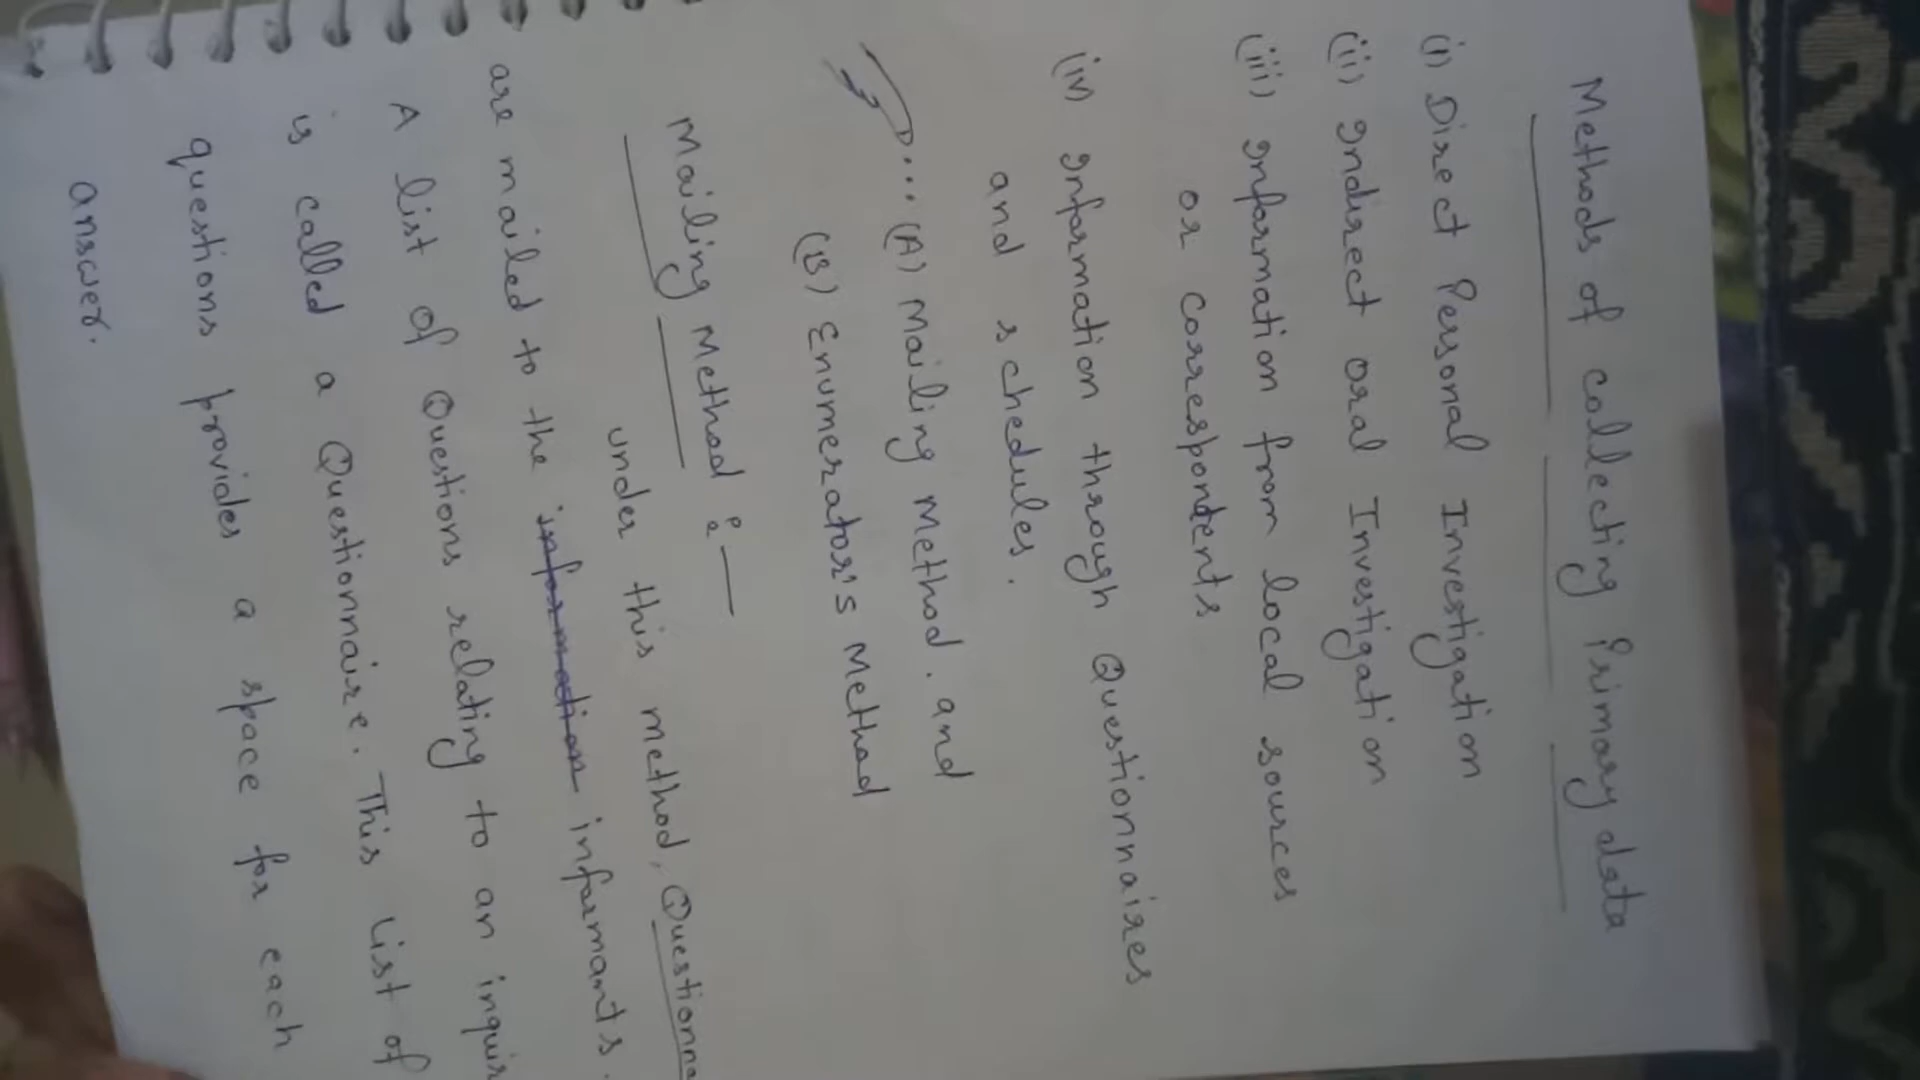 Methods of collecting Primary data
(i) Direct Personal Investigation
(ii) Indirect oral Investigation
(iii) Information from local sources
or correspondents
(iv) Information through Questionnaires
and schedules.
(A) Mailing Method. and
(B) Enumerator's Method
Mailing Method :—
under this method, Questionna
are mailed to the information informants.
A list of Questions relating to an inquir
is called a Questionnaire. This List of
questions provides a space for each
answer.